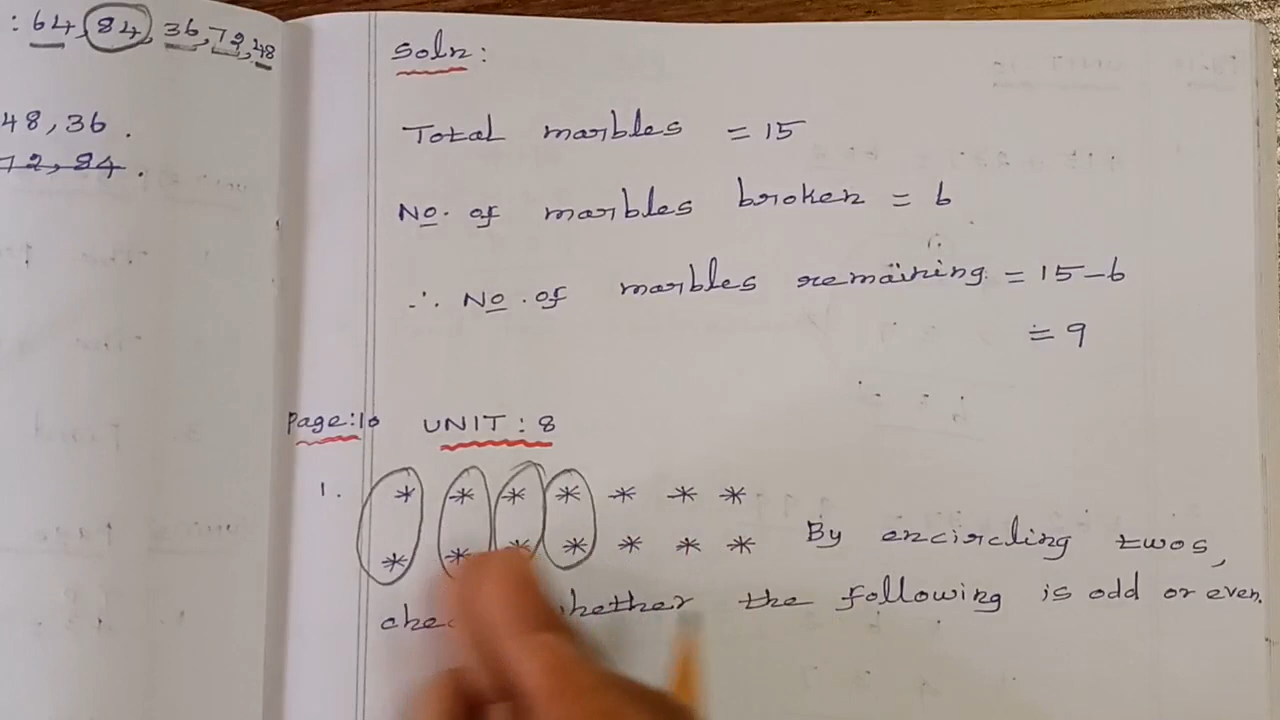 : 64, 84, 36, 72, 48
48, 36 .
72, 84 .
Soln :
Total marbles = 15
No. of marbles broken = 6
∴ No. of marbles remaining = 15 - 6
= 9
Page: 10 UNIT : 8
1. * * * * * * *
* * * * * * * By encircling twos,
the following is odd or even.